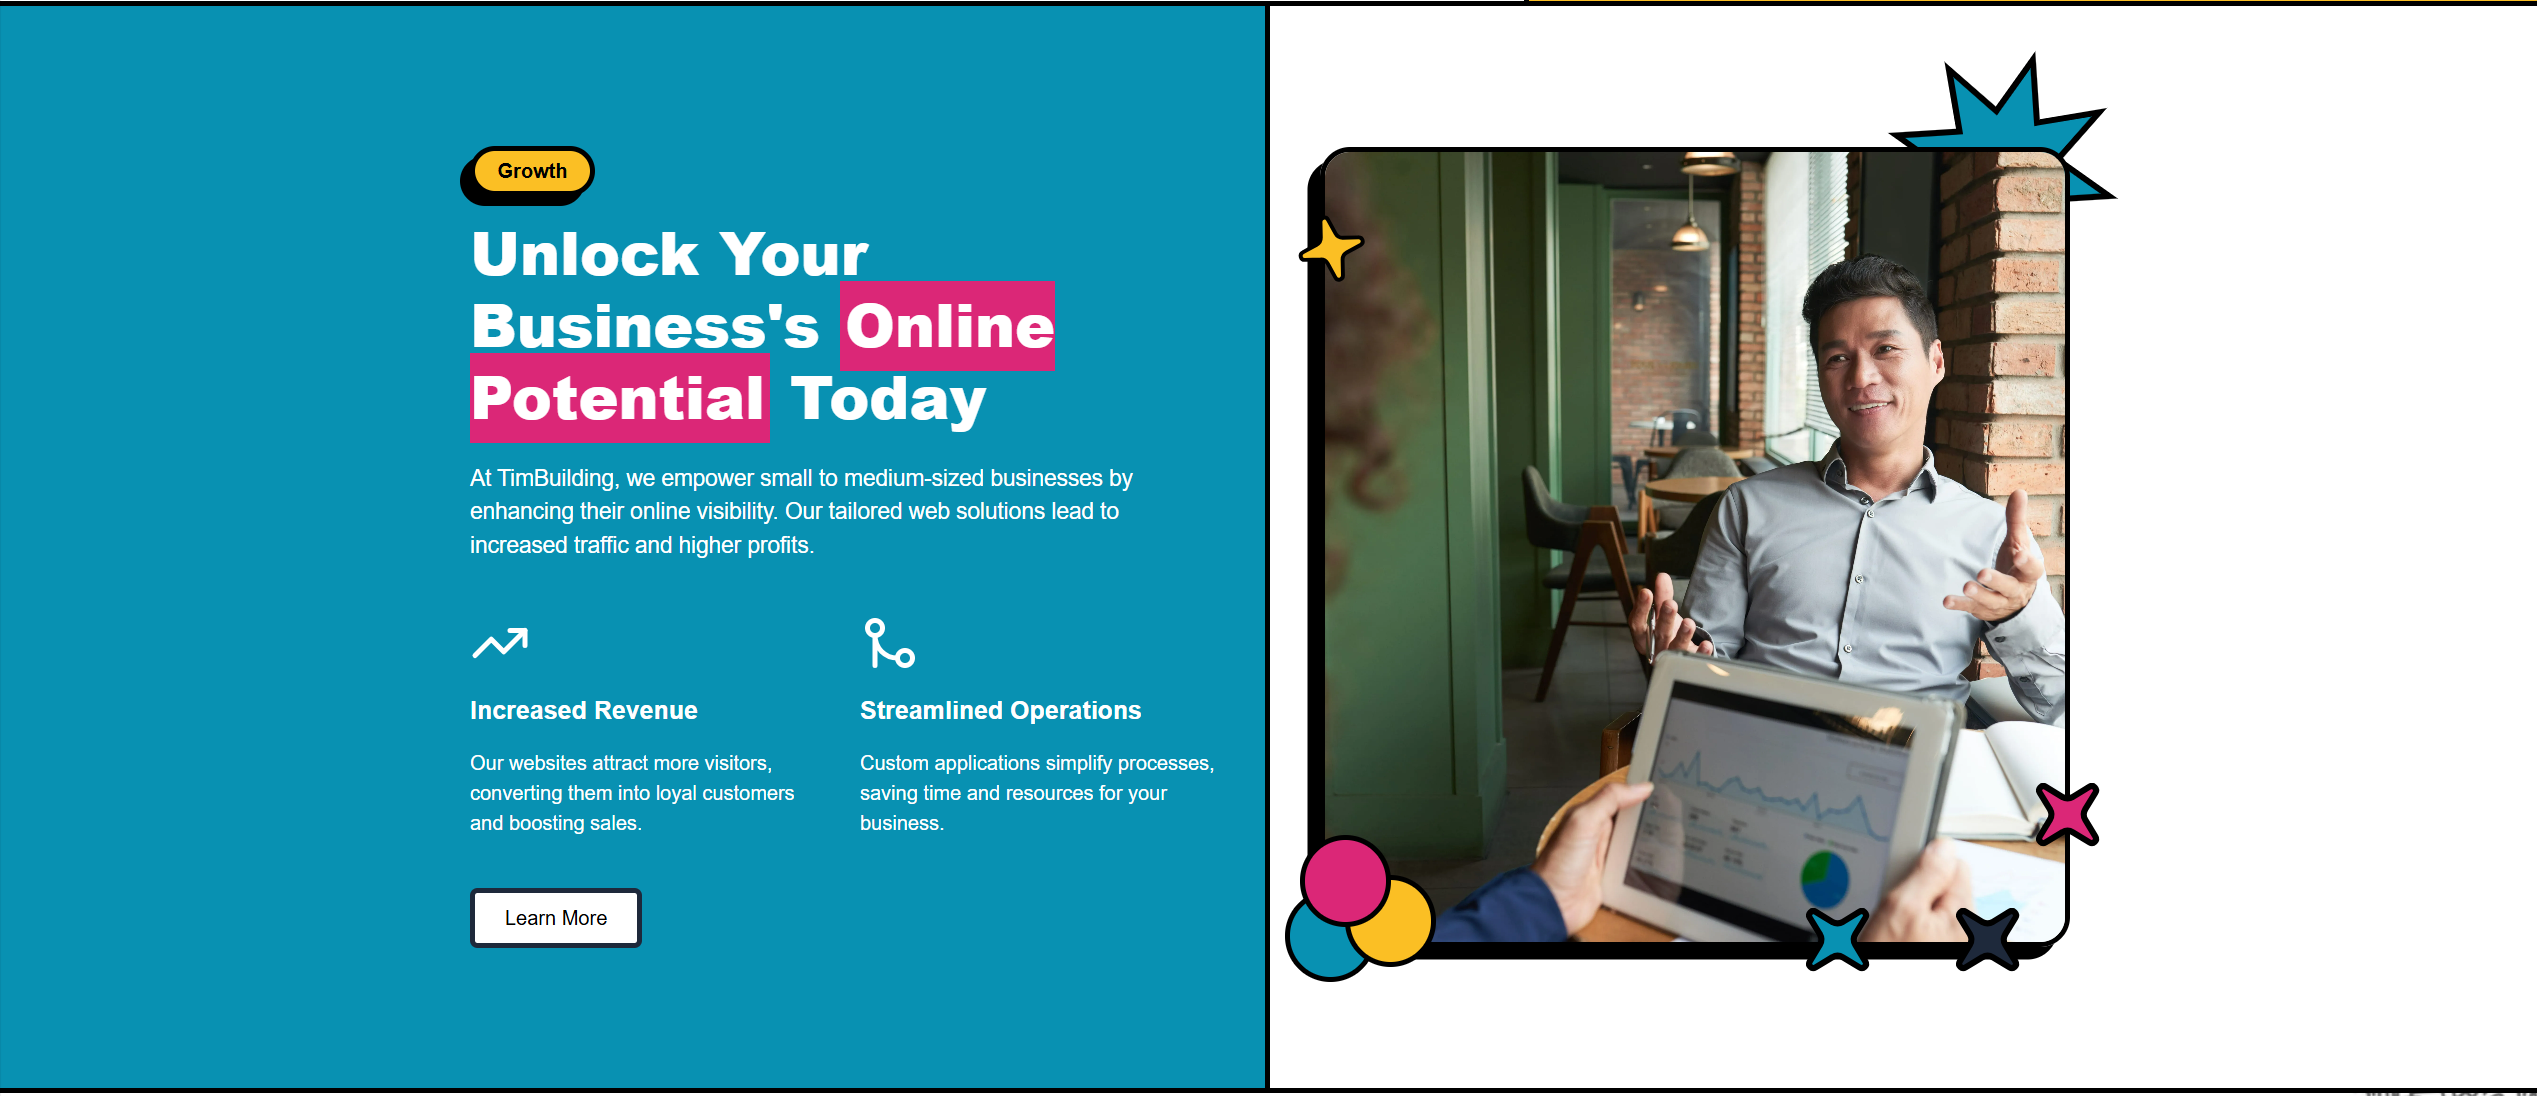 Growth
Unlock Your
Business's Online
Potential Today
At TimBuilding, we empower small to medium-sized businesses by
enhancing their online visibility. Our tailored web solutions lead to
increased traffic and higher profits.
Increased Revenue
Our websites attract more visitors,
converting them into loyal customers
and boosting sales.
Streamlined Operations
Custom applications simplify processes,
saving time and resources for your
business.
Learn More